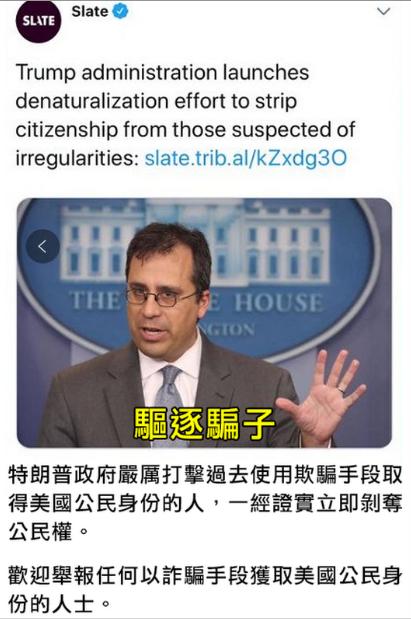 SLATE
Slate
Trump administration launches
denaturalization effort to strip
citizenship from those suspected of
irregularities: slate.trib.al/kZxdg3O
THE
E HOUSE
NGTON
驅逐騙子
特朗普政府嚴厲打擊過去使用欺騙手段取
得美國公民身份的人，一經證實立即剝奪
公民權。
歡迎舉報任何以詐騙手段獲取美國公民身
份的人士。